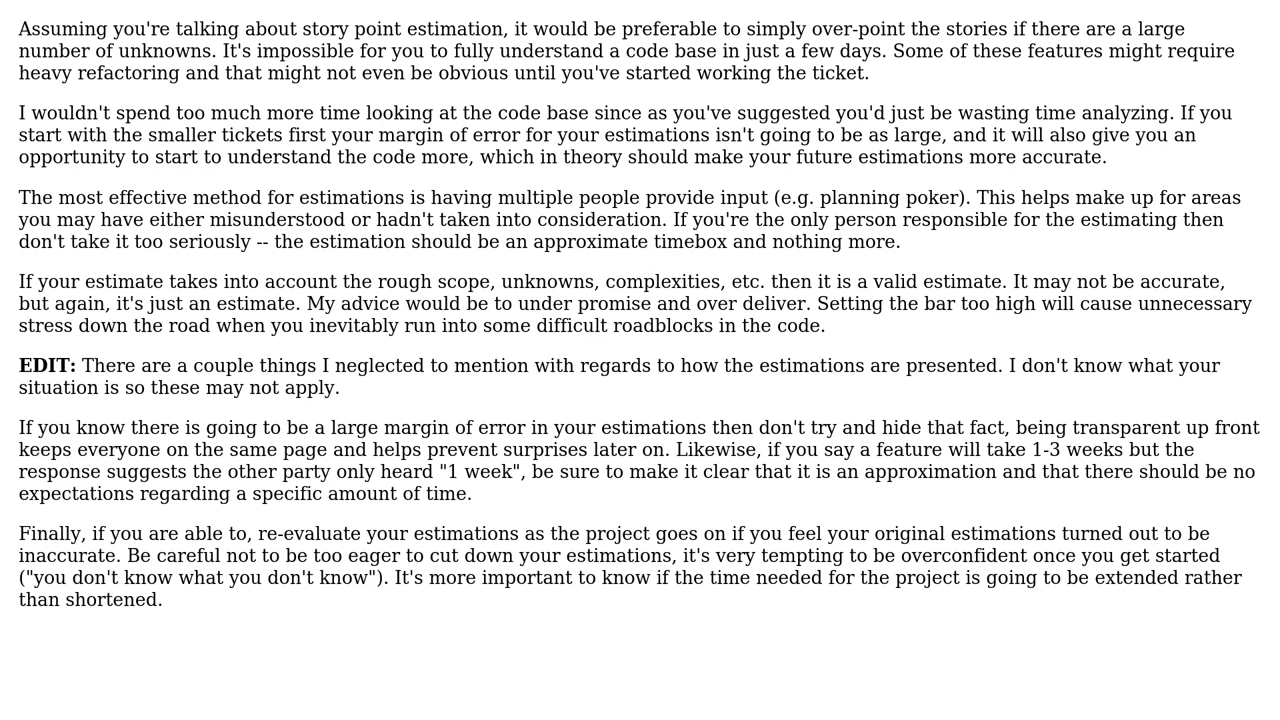 Assuming you're talking about story point estimation, it would be preferable to simply over-point the stories if there are a large
number of unknowns. It's impossible for you to fully understand a code base in just a few days. Some of these features might require
heavy refactoring and that might not even be obvious until you've started working the ticket.
I wouldn't spend too much more time looking at the code base since as you've suggested you'd just be wasting time analyzing. If you
start with the smaller tickets first your margin of error for your estimations isn't going to be as large, and it will also give you an
opportunity to start to understand the code more, which in theory should make your future estimations more accurate.
The most effective method for estimations is having multiple people provide input (e.g. planning poker). This helps make up for areas
you may have either misunderstood or hadn't taken into consideration. If you're the only person responsible for the estimating then
don't take it too seriously -- the estimation should be an approximate timebox and nothing more.
If your estimate takes into account the rough scope, unknowns, complexities, etc. then it is a valid estimate. It may not be accurate,
but again, it's just an estimate. My advice would be to under promise and over deliver. Setting the bar too high will cause unnecessary
stress down the road when you inevitably run into some difficult roadblocks in the code.
EDIT: There are a couple things I neglected to mention with regards to how the estimations are presented. I don't know what your
situation is so these may not apply.
If you know there is going to be a large margin of error in your estimations then don't try and hide that fact, being transparent up front
keeps everyone on the same page and helps prevent surprises later on. Likewise, if you say a feature will take 1-3 weeks but the
response suggests the other party only heard "1 week", be sure to make it clear that it is an approximation and that there should be no
expectations regarding a specific amount of time.
Finally, if you are able to, re-evaluate your estimations as the project goes on if you feel your original estimations turned out to be
inaccurate. Be careful not to be too eager to cut down your estimations, it's very tempting to be overconfident once you get started
("you don't know what you don't know"). It's more important to know if the time needed for the project is going to be extended rather
than shortened.